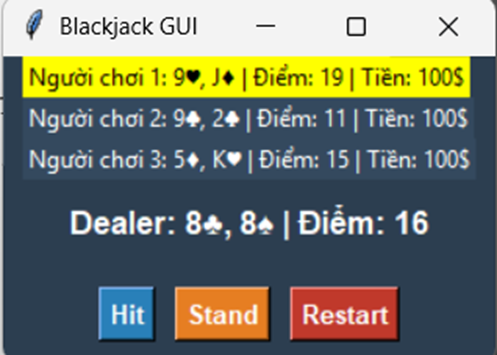 Blackjack GUI
Người chơi 1: 9♥, J♦ | Điểm: 19 | Tiền: 100$
Người chơi 2: 9♣, 2♣ | Điểm: 11 | Tiền: 100$
Người chơi 3: 5♦, K♥ | Điểm: 15 | Tiền: 100$
Dealer: 8♣, 8♠ | Điểm: 16
Hit Stand Restart